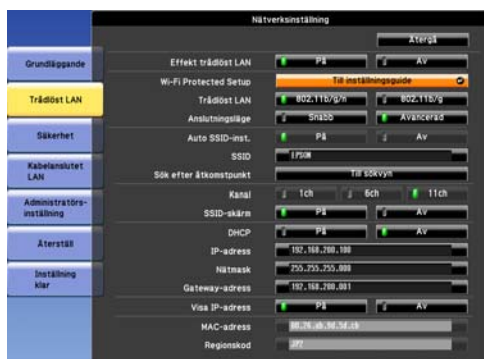 Nätverksinställning
Återgå
Grundläggande
Trådlöst LAN
Säkerhet
Kabelanslutet LAN
Administratörs-inställning
Återställ
Inställning klar
Effekt trådlöst LAN På Av
Wi-Fi Protected Setup Till inställningsguide
Trådlöst LAN 802.11b/g/n 802.11b/g
Anslutningsläge Snabb Avancerad
Auto SSID-inst. På Av
SSID EPSON
Sök efter åtkomstpunkt Till sökvyn
Kanal 1ch 6ch 11ch
SSID-skärm På Av
DHCP På Av
IP-adress 192.168.200.100
Nätmask 255.255.255.000
Gateway-adress 192.168.200.001
Visa IP-adress På Av
MAC-adress
Regionskod